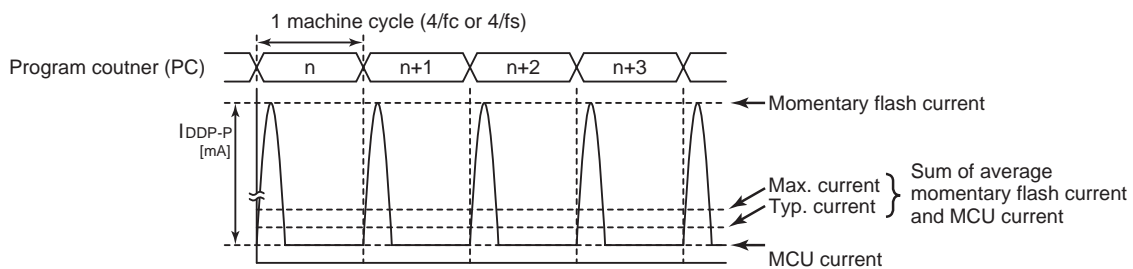 1 machine cycle (4/fc or 4/fs)
Program coutner (PC)
n
n+1
n+2
n+3
Momentary flash current
IDDP-P
[mA]
Max. current
Typ. current
Sum of average
momentary flash current
and MCU current
MCU current